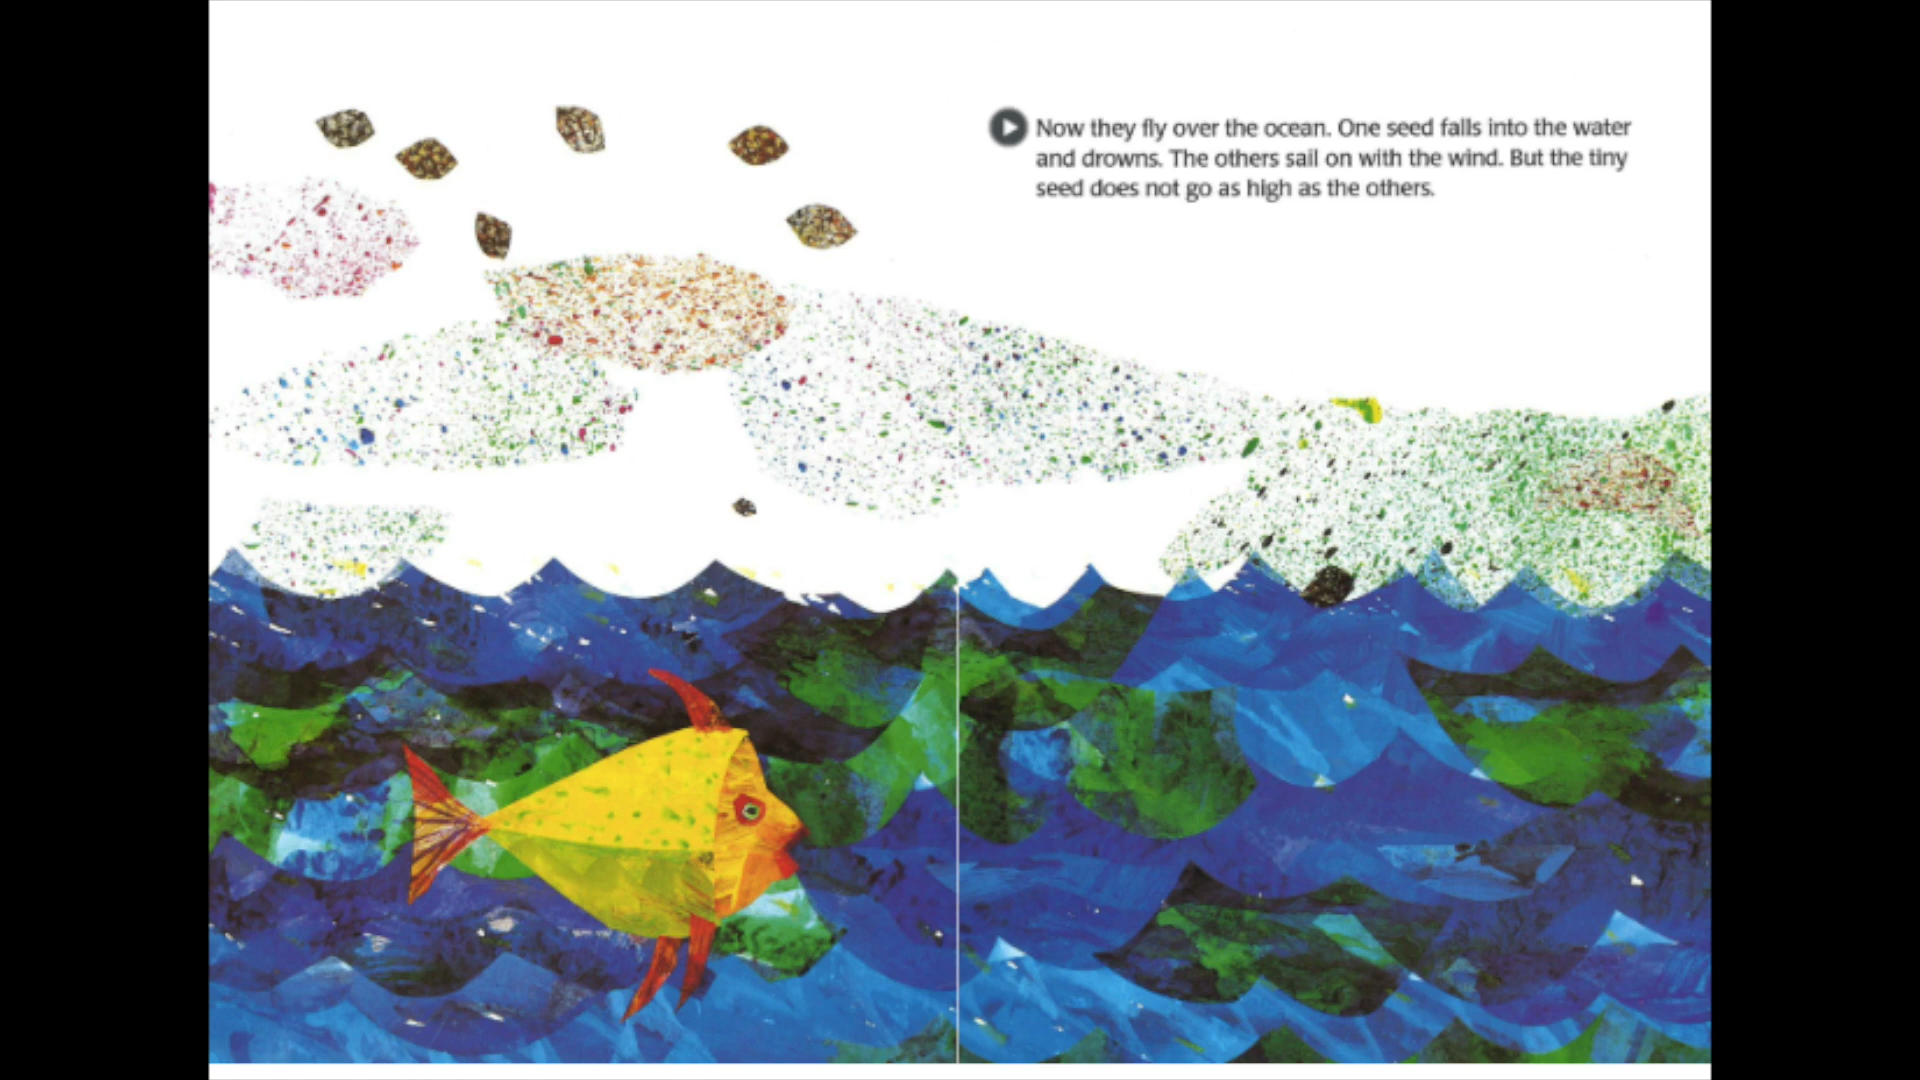 Now they fly over the ocean. One seed falls into the water
and drowns. The others sail on with the wind. But the tiny
seed does not go as high as the others.